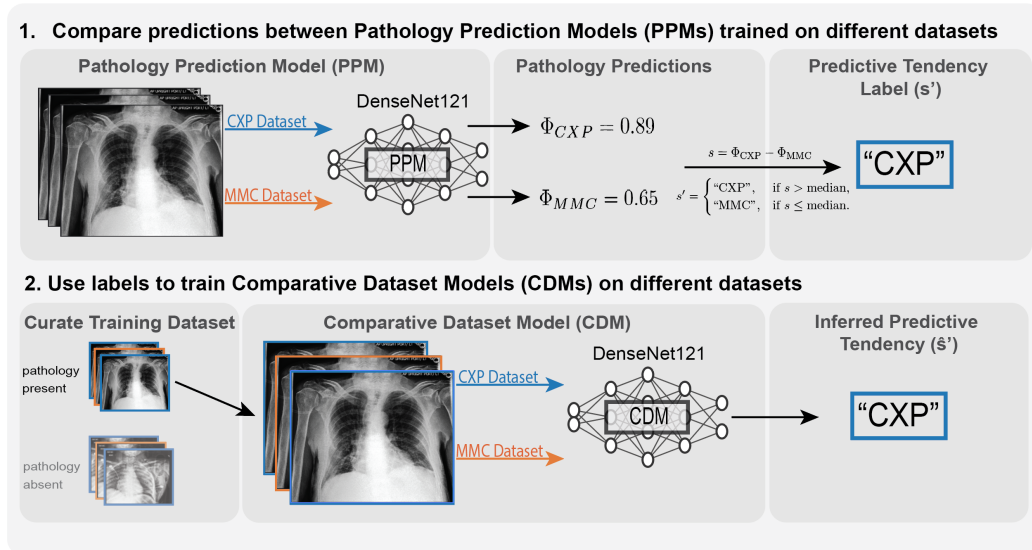 1. Compare predictions between Pathology Prediction Models (PPMs) trained on different datasets
Pathology Prediction Model (PPM)
Pathology Predictions
Predictive Tendency
Label (s’)
DenseNet121
CXP Dataset
MMC Dataset
PPM
Φ_CXP = 0.89
Φ_MMC = 0.65
s = Φ_CXP − Φ_MMC
s′ = { “CXP”, if s > median,
“MMC”, if s ≤ median.
“CXP”
2. Use labels to train Comparative Dataset Models (CDMs) on different datasets
Curate Training Dataset
Comparative Dataset Model (CDM)
Inferred Predictive
Tendency (ŝ’)
pathology
present
pathology
absent
DenseNet121
CXP Dataset
MMC Dataset
CDM
“CXP”